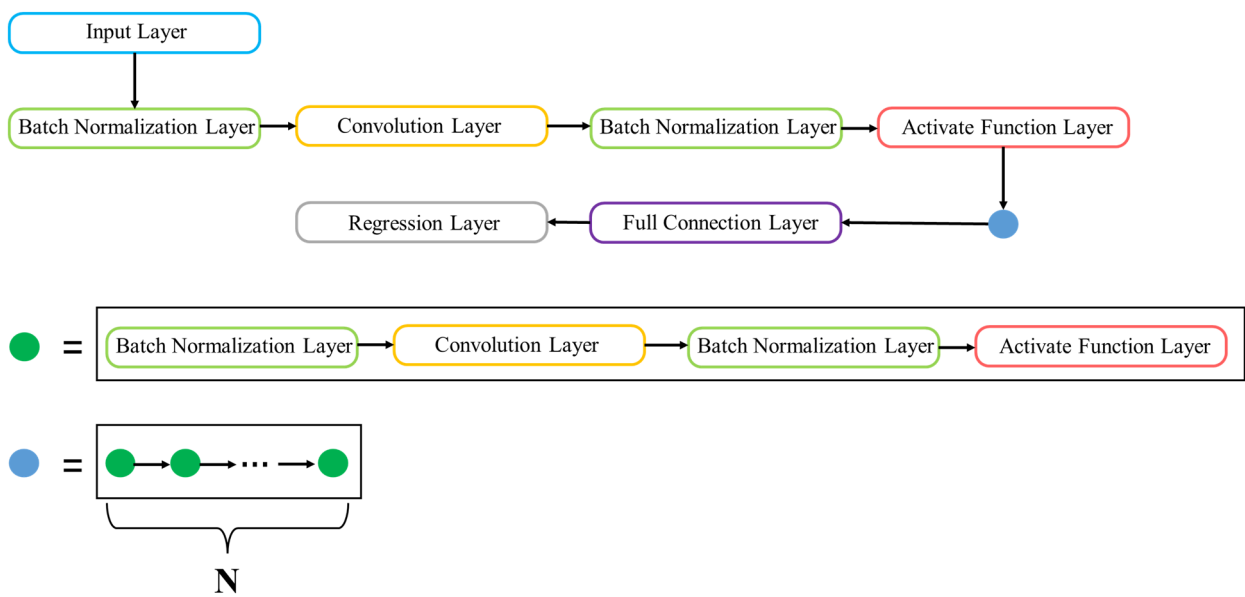 Input Layer
Batch Normalization Layer
Convolution Layer
Batch Normalization Layer
Activate Function Layer
Regression Layer
Full Connection Layer
=
Batch Normalization Layer
Convolution Layer
Batch Normalization Layer
Activate Function Layer
=
...
N